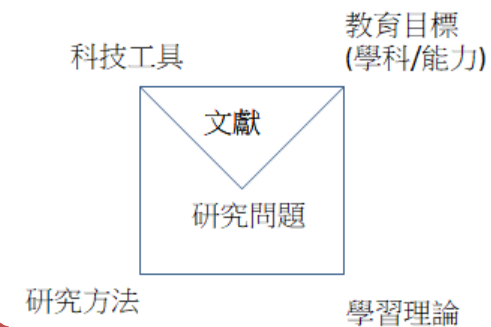 教育目標
科技工具
(學科/能力)
文獻
研究問題
研究方法
學習理論